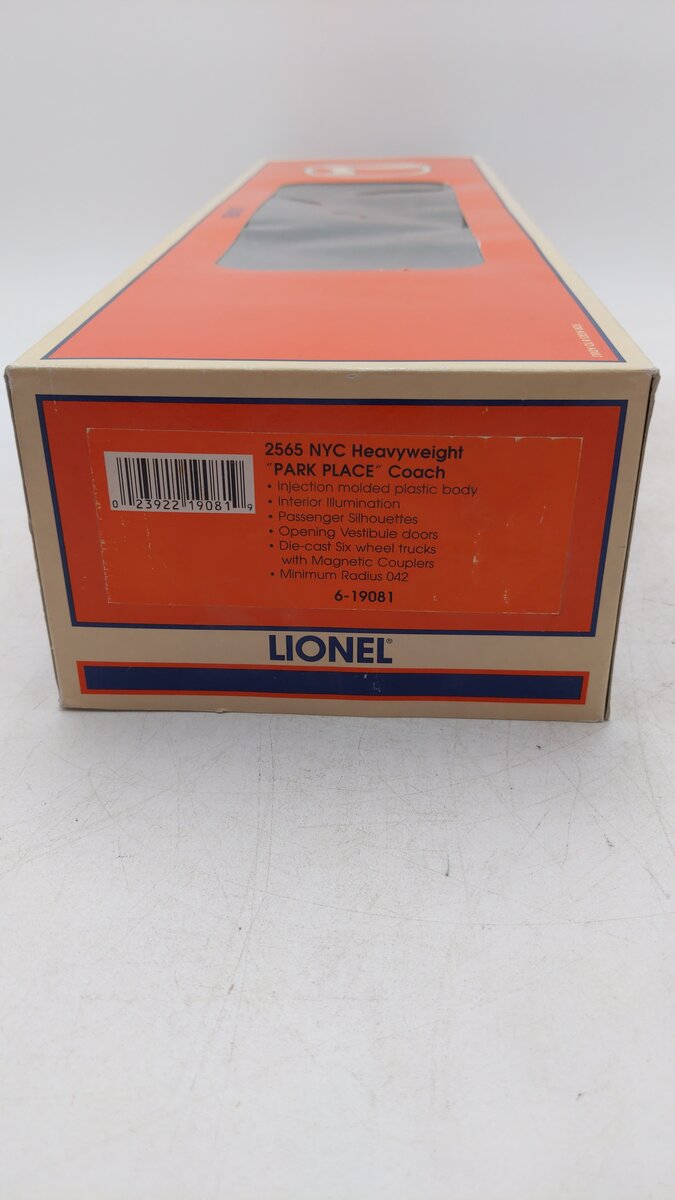 2565 NYC Heavyweight
"PARK PLACE" Coach
• Injection molded plastic body
• Interior Illumination
• Passenger Silhouettes
• Opening Vestibule doors
• Die-cast Six wheel trucks
with Magnetic Couplers
• Minimum Radius 042
6-19081
0 23922 19081 9
LIONEL®